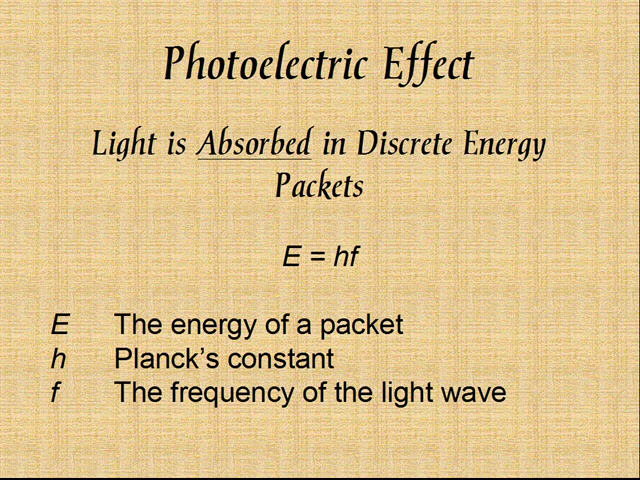 Photoelectric Effect
Light is Absorbed in Discrete Energy
Packets
E = hf
E The energy of a packet
h Planck’s constant
f The frequency of the light wave